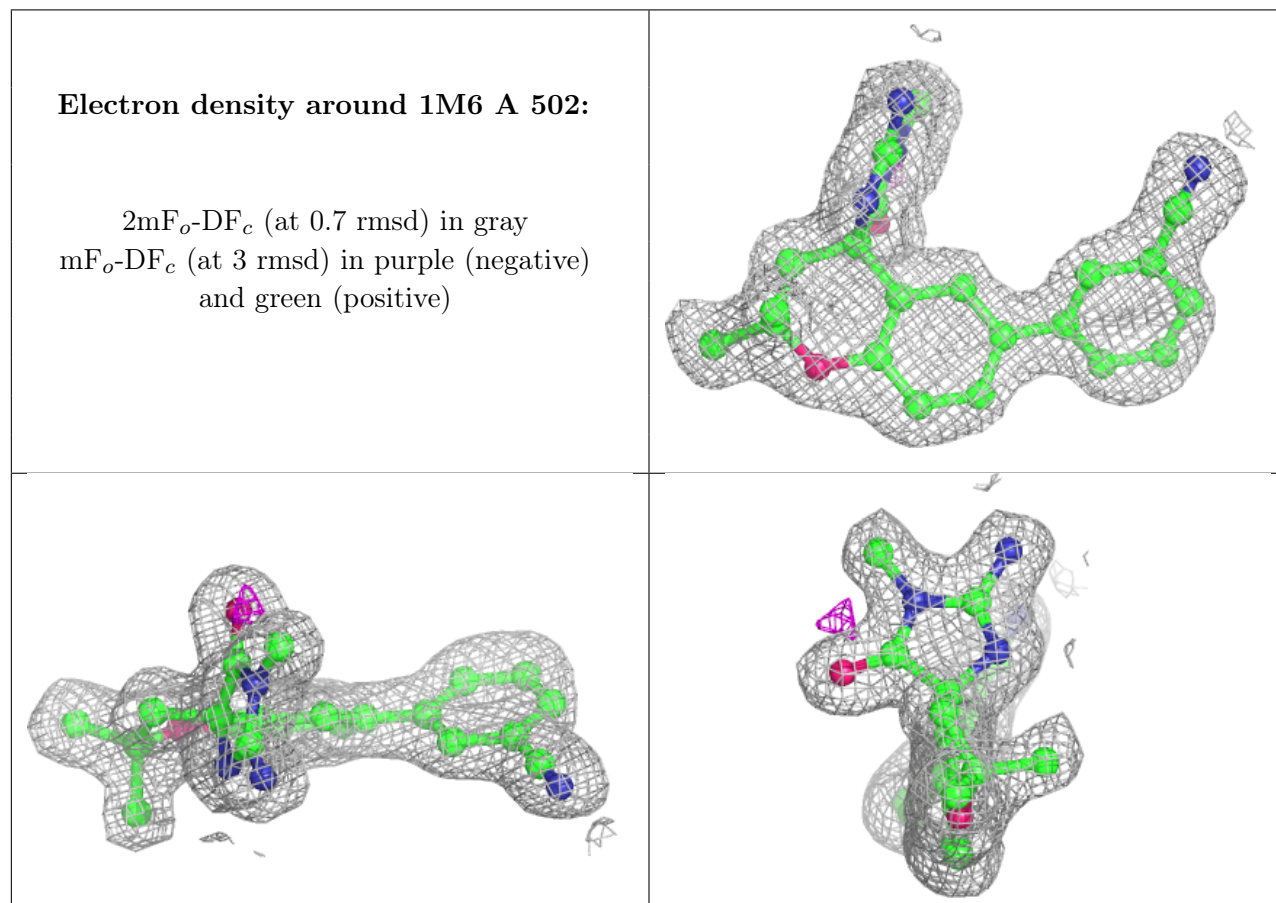 Electron density around 1M6 A 502:
2mFₒ-DF𝒸 (at 0.7 rmsd) in gray
mFₒ-DF𝒸 (at 3 rmsd) in purple (negative)
and green (positive)